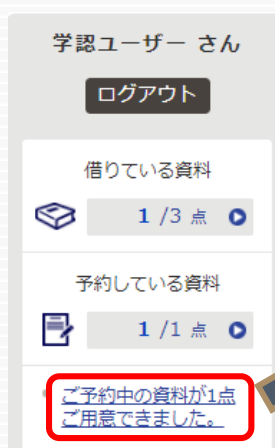 学認ユーザー さん
ログアウト
借りている資料
1 /3 点
予約している資料
1 /1 点
ご予約中の資料が1点
ご用意できました。